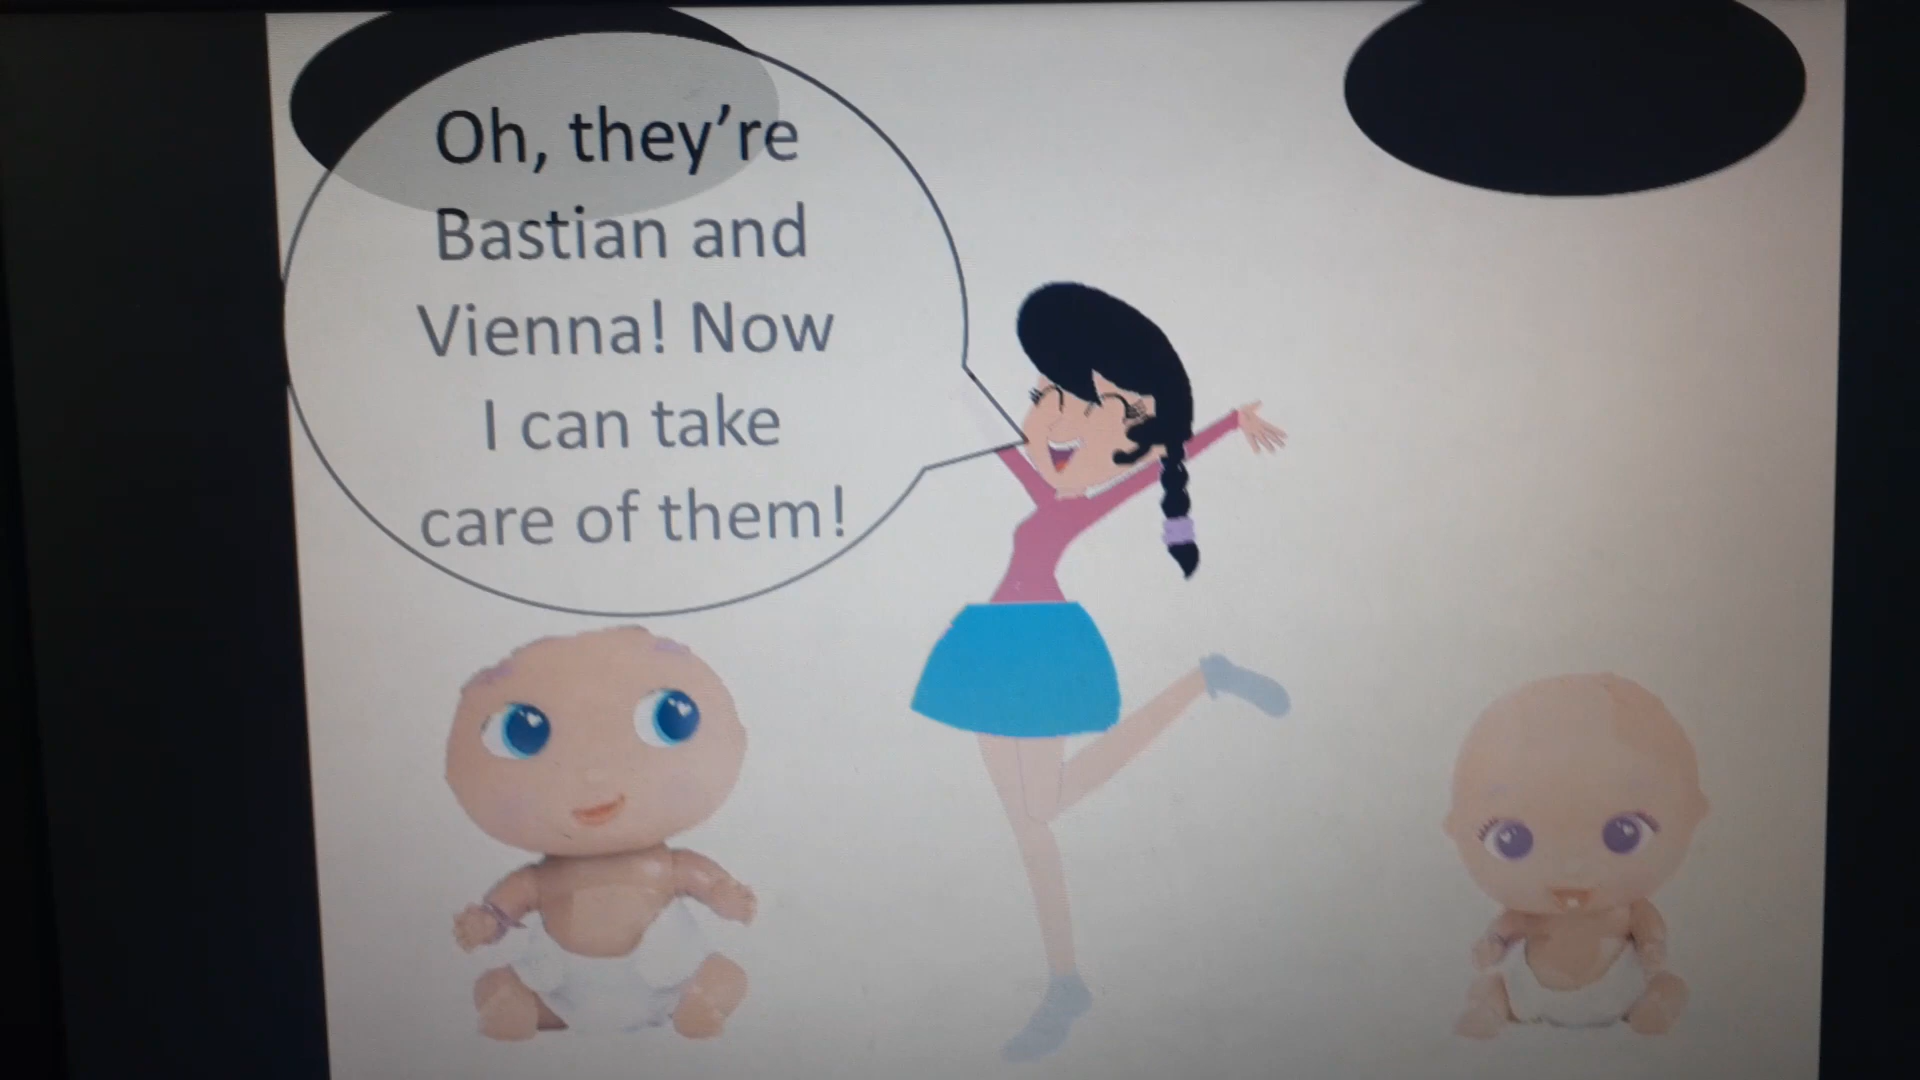 Oh, they’re
Bastian and
Vienna! Now
I can take
care of them!